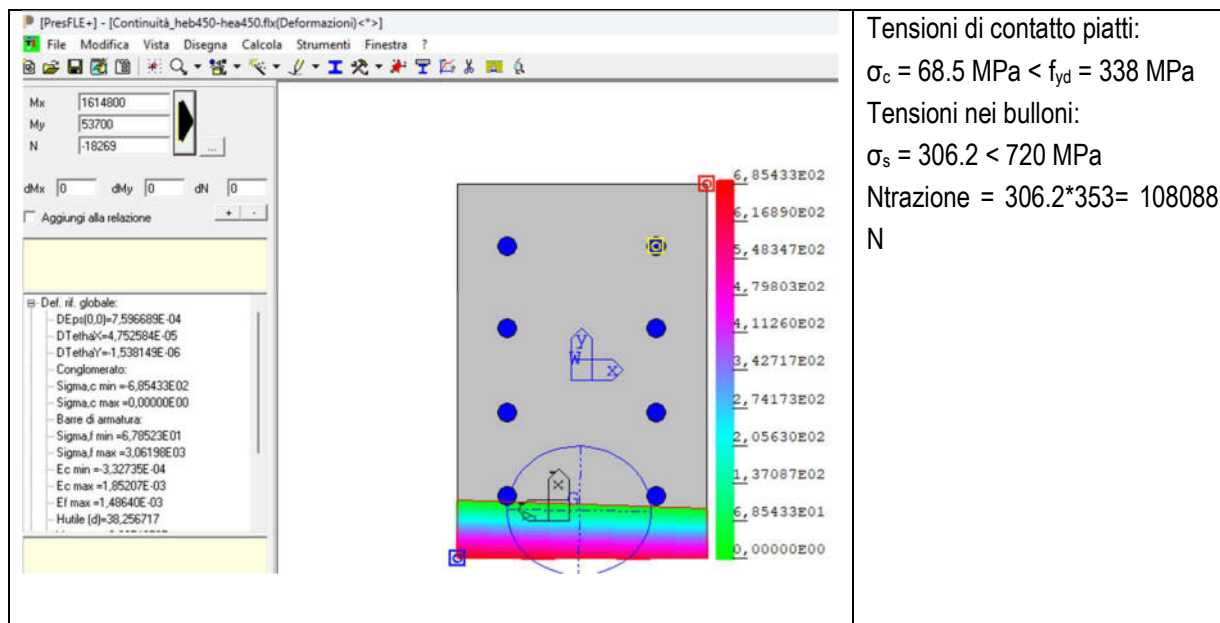 [PresFLE+] - [Continuità_heb450-hea450.flx(Deformazioni)<*>]
File Modifica Vista Disegna Calcola Strumenti Finestra ?
Mx 1614800
My 53700
N -18269
...
dMx 0 dMy 0 dN 0
Aggiungi alla relazione + -
Def. rif. globale:
DEps(0,0)=7,596689E-04
DTethaX=4,752584E-05
DTethaY=-1,538149E-06
Conglomerato:
Sigma,c min =-6,85433E02
Sigma,c max =0,00000E00
Barre di armatura:
Sigma,f min =6,78523E01
Sigma,f max =3,06198E03
Ec min =-3,32735E-04
Ec max =1,85207E-03
Ef max =1,48640E-03
Hutile (d)=38,256717
6,85433E02
6,16890E02
5,48347E02
4,79803E02
4,11260E02
3,42717E02
2,74173E02
2,05630E02
1,37087E02
6,85433E01
0,00000E00
y
W
x
x
G
Tensioni di contatto piatti:
σc = 68.5 MPa < fyd = 338 MPa
Tensioni nei bulloni:
σs = 306.2 < 720 MPa
Ntrazione = 306.2*353= 108088
N